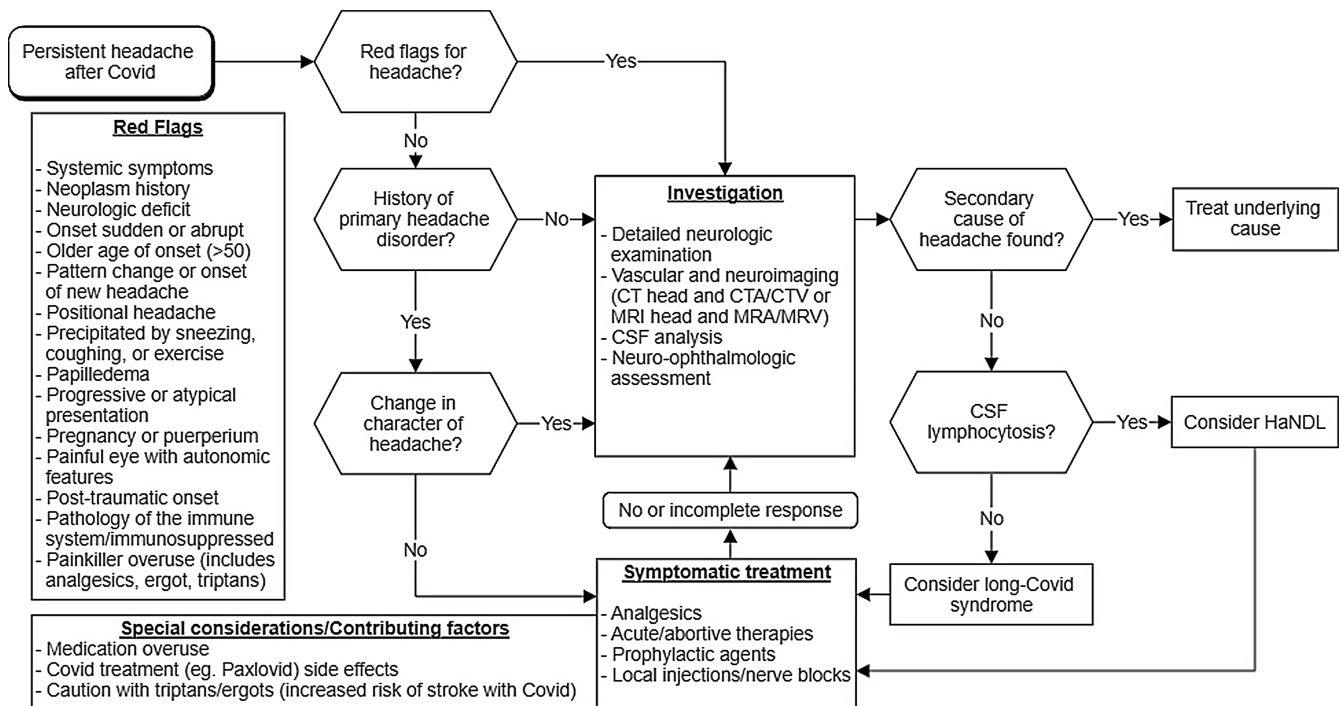 Persistent headache
after Covid
Red flags for
headache?
Yes
No
Red Flags
- Systemic symptoms
- Neoplasm history
- Neurologic deficit
- Onset sudden or abrupt
- Older age of onset (>50)
- Pattern change or onset
of new headache
- Positional headache
- Precipitated by sneezing,
coughing, or exercise
- Papilledema
- Progressive or atypical
presentation
- Pregnancy or puerperium
- Painful eye with autonomic
features
- Post-traumatic onset
- Pathology of the immune
system/immunosuppressed
- Painkiller overuse (includes
analgesics, ergot, triptans)
History of
primary headache
disorder?
No
Yes
Change in
character of
headache?
Yes
No
Investigation
- Detailed neurologic
examination
- Vascular and neuroimaging
(CT head and CTA/CTV or
MRI head and MRA/MRV)
- CSF analysis
- Neuro-ophthalmologic
assessment
Secondary
cause of
headache found?
Yes
Treat underlying
cause
No
CSF
lymphocytosis?
Yes
Consider HaNDL
No
Consider long-Covid
syndrome
No or incomplete response
Symptomatic treatment
- Analgesics
- Acute/abortive therapies
- Prophylactic agents
- Local injections/nerve blocks
Special considerations/Contributing factors
- Medication overuse
- Covid treatment (eg. Paxlovid) side effects
- Caution with triptans/ergots (increased risk of stroke with Covid)